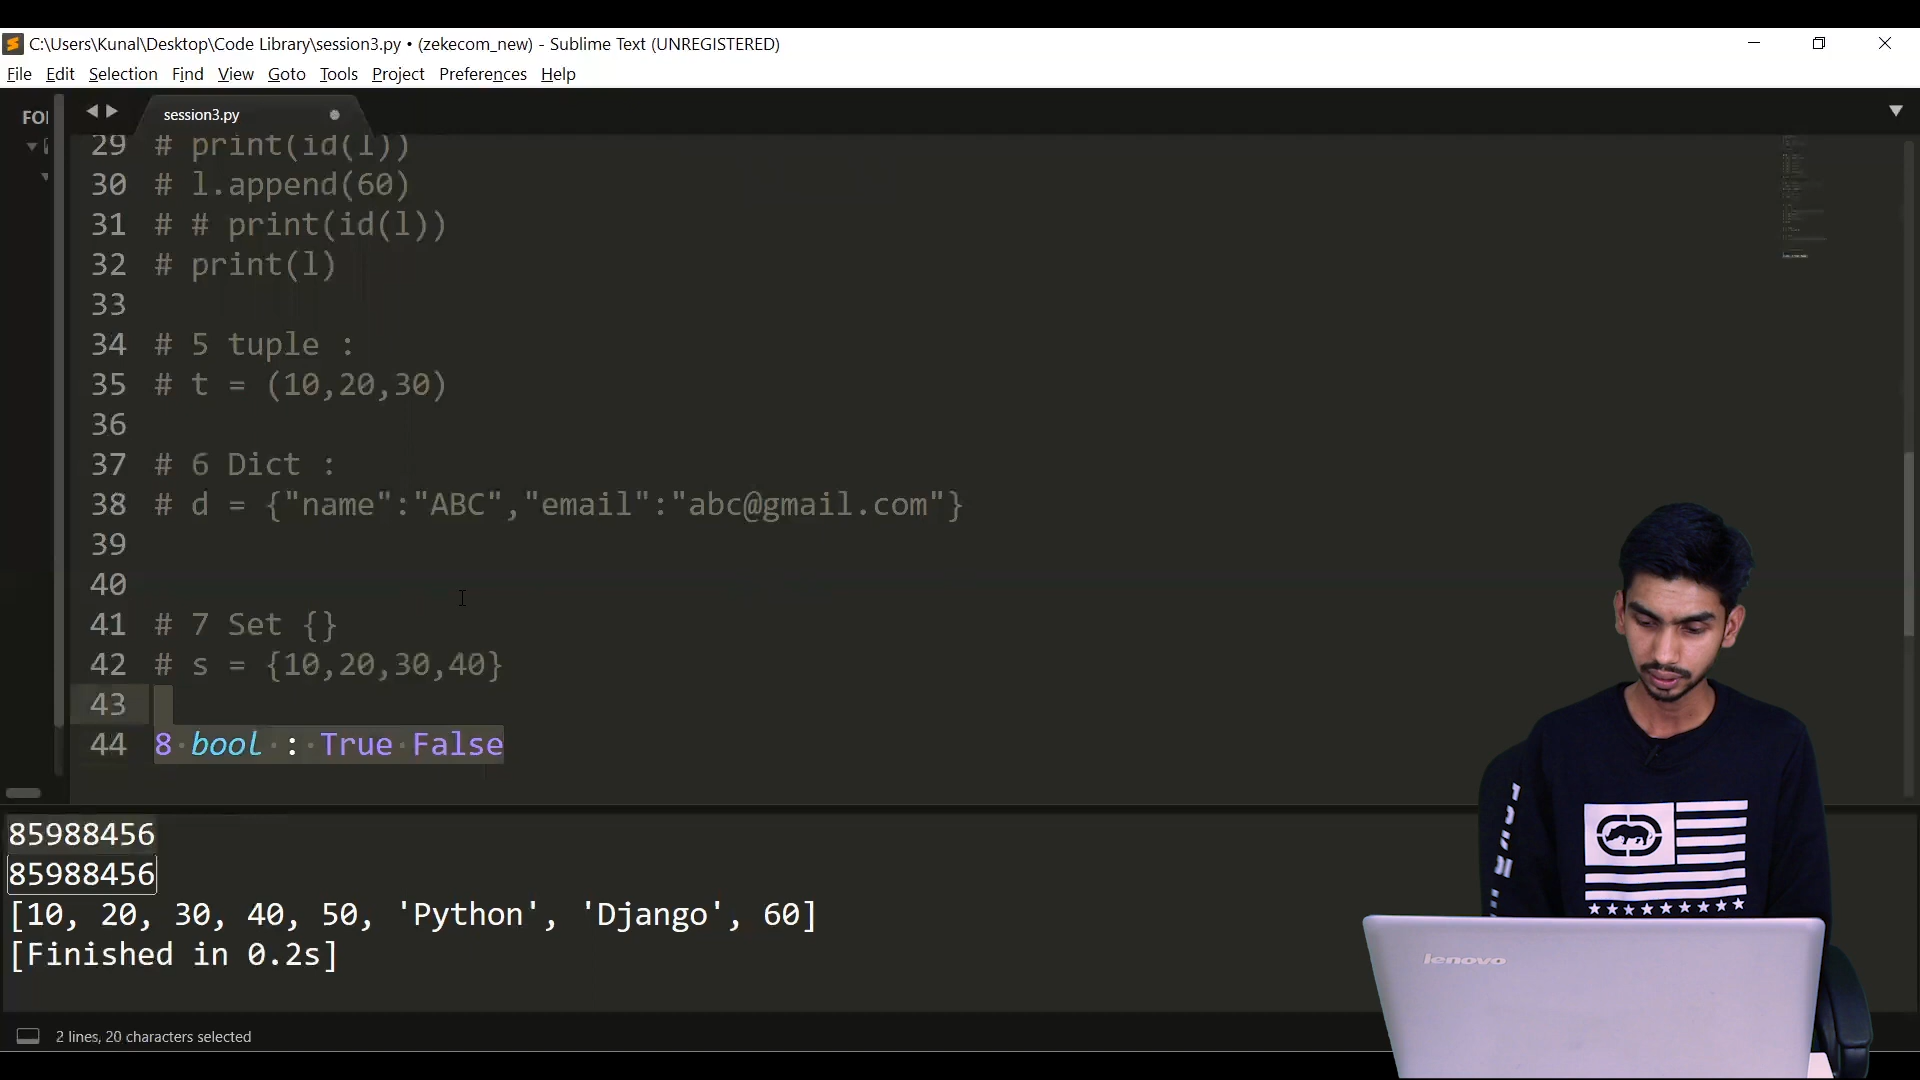 C:\Users\Kunal\Desktop\Code Library\session3.py • (zekecom_new) - Sublime Text (UNREGISTERED)
File Edit Selection Find View Goto Tools Project Preferences Help
FOI
session3.py
29 # print(id(l))
30 # l.append(60)
31 # # print(id(l))
32 # print(l)
33
34 # 5 tuple :
35 # t = (10,20,30)
36
37 # 6 Dict :
38 # d = {"name":"ABC","email":"abc@gmail.com"}
39
40
41 # 7 Set {}
42 # s = {10,20,30,40}
43
44 8 bool : True False
85988456
85988456
[10, 20, 30, 40, 50, 'Python', 'Django', 60]
[Finished in 0.2s]
2 lines, 20 characters selected
lenovo